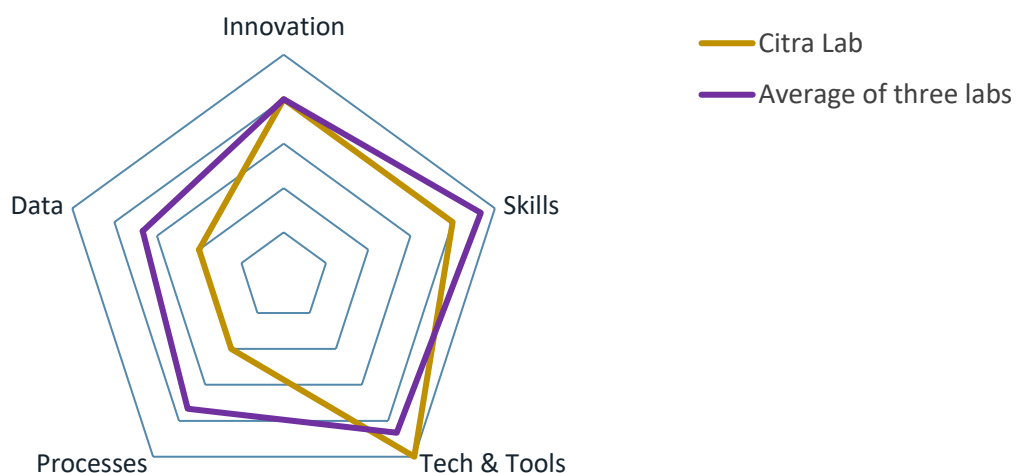 Innovation
Citra Lab
Average of three labs
Data
Skills
Processes
Tech & Tools